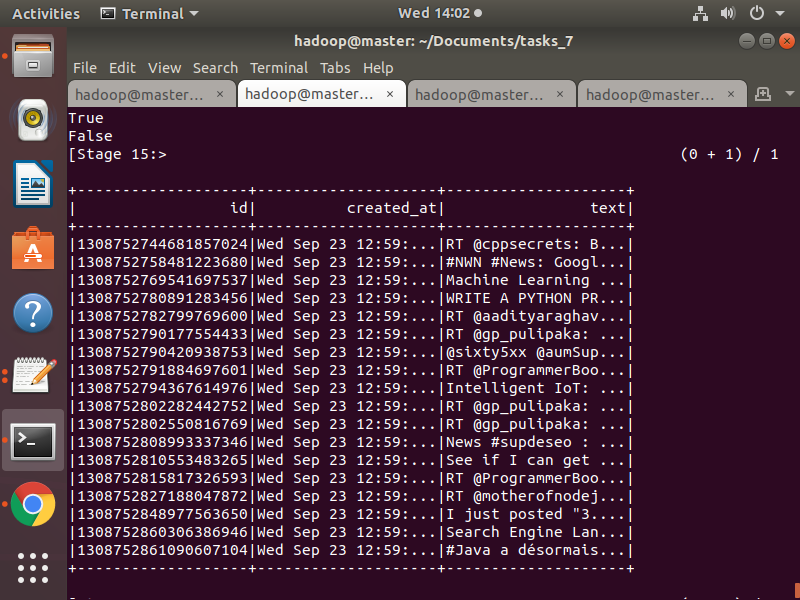 Activities Terminal Wed 14:02
hadoop@master: ~/Documents/tasks_7
File Edit View Search Terminal Tabs Help
hadoop@master... × hadoop@master... × hadoop@master... × hadoop@master... ×
True
False
[Stage 15:> (0 + 1) / 1
+-------------------+--------------------+--------------------+
|                 id|          created_at|                text|
+-------------------+--------------------+--------------------+
|1308752744681857024|Wed Sep 23 12:59:...|RT @cppsecrets: B...|
|1308752758481223680|Wed Sep 23 12:59:...|#NWN #News: Googl...|
|1308752769541697537|Wed Sep 23 12:59:...|Machine Learning ...|
|1308752780891283456|Wed Sep 23 12:59:...|WRITE A PYTHON PR...|
|1308752782799769600|Wed Sep 23 12:59:...|RT @aadityaraghav...|
|1308752790177554433|Wed Sep 23 12:59:...|RT @gp_pulipaka: ...|
|1308752790420938753|Wed Sep 23 12:59:...|@sixty5xx @aumSup...|
|1308752791884697601|Wed Sep 23 12:59:...|RT @ProgrammerBoo...|
|1308752794367614976|Wed Sep 23 12:59:...|Intelligent IoT: ...|
|1308752802282442752|Wed Sep 23 12:59:...|RT @gp_pulipaka: ...|
|1308752802550816769|Wed Sep 23 12:59:...|RT @gp_pulipaka: ...|
|1308752808993337346|Wed Sep 23 12:59:...|News #supdeseo : ...|
|1308752810553483265|Wed Sep 23 12:59:...|See if I can get ...|
|1308752815817326593|Wed Sep 23 12:59:...|RT @ProgrammerBoo...|
|1308752827188047872|Wed Sep 23 12:59:...|RT @motherofnodej...|
|1308752848977563650|Wed Sep 23 12:59:...|I just posted "3....|
|1308752860306386946|Wed Sep 23 12:59:...|Search Engine Lan...|
|1308752861090607104|Wed Sep 23 12:59:...|#Java a désormais...|
+-------------------+--------------------+--------------------+